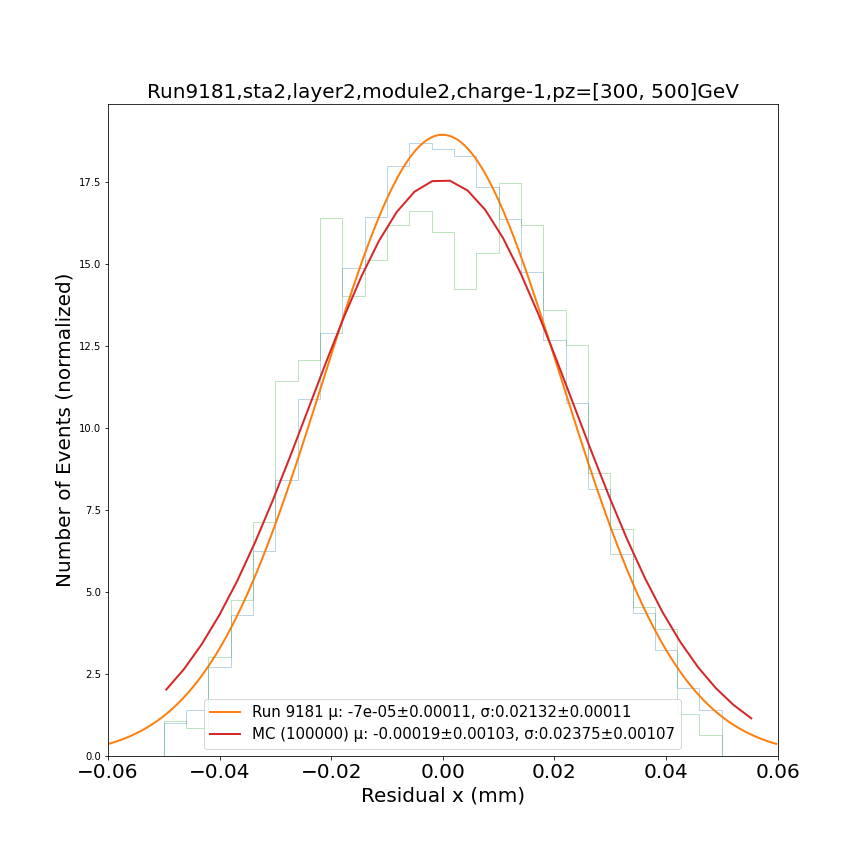 Run9181,sta2,layer2,module2,charge-1,pz=[300, 500]GeV
Number of Events (normalized)
17.5
15.0
12.5
10.0
7.5
5.0
2.5
0.0
Run 9181 μ: -7e-05±0.00011, σ:0.02132±0.00011
MC (100000) μ: -0.00019±0.00103, σ:0.02375±0.00107
−0.06 −0.04 −0.02 0.00 0.02 0.04 0.06
Residual x (mm)